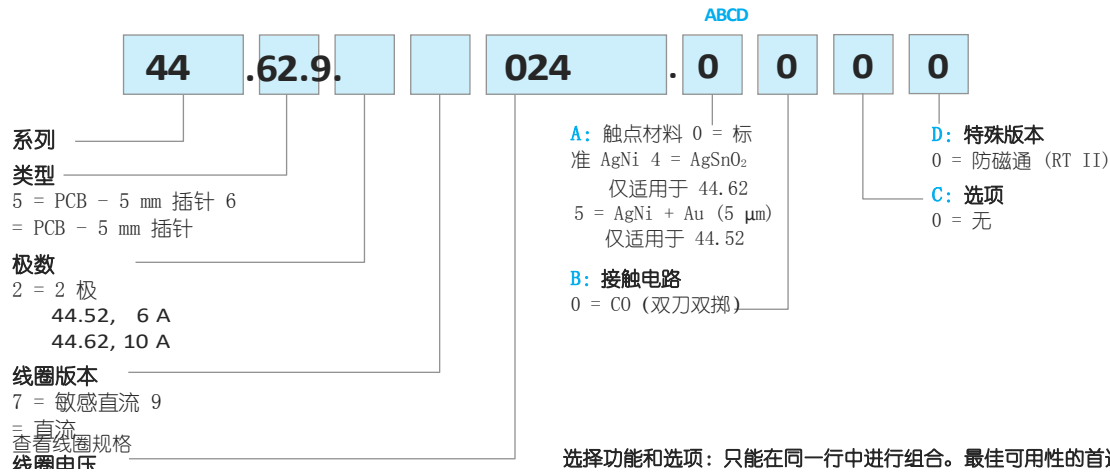 ABCD
44 .62.9. 024 . 0 0 0 0
系列
类型
5 = PCB - 5 mm 插针 6
= PCB - 5 mm 插针
极数
2 = 2 极
44.52, 6 A
44.62, 10 A
线圈版本
7 = 敏感直流 9
= 直流
查看线圈规格
线圈电压
A: 触点材料 0 = 标
准 AgNi 4 = AgSnO₂
仅适用于 44.62
5 = AgNi + Au (5 μm)
仅适用于 44.52
B: 接触电路
0 = CO (双刀双掷)
D: 特殊版本
0 = 防磁通 (RT II)
C: 选项
0 = 无
选择功能和选项: 只能在同一行中进行组合。最佳可用性的首